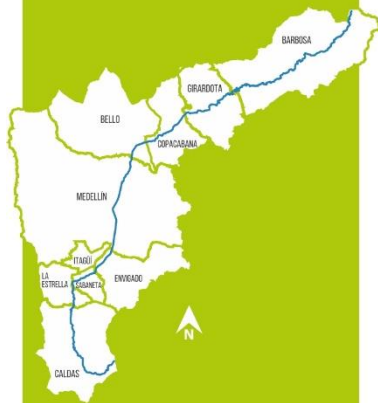 BARBOSA
GIRARDOTA
BELLO
COPACABANA
MEDELLÍN
ITAGÜÍ
LA
ESTRELLA
SABANETA
ENVIGADO
N
CALDAS